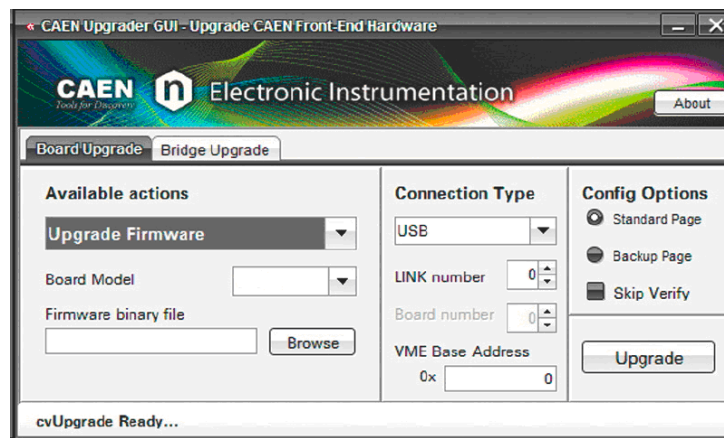 « CAEN Upgrader GUI - Upgrade CAEN Front-End Hardware
CAEN n Electronic Instrumentation
Tools for Discovery
About
Board Upgrade Bridge Upgrade
Available actions
Upgrade Firmware
Board Model
Firmware binary file
Browse
Connection Type
USB
LINK number 0
Board number 0
VME Base Address
0x 0
Config Options
Standard Page
Backup Page
Skip Verify
Upgrade
cvUpgrade Ready...